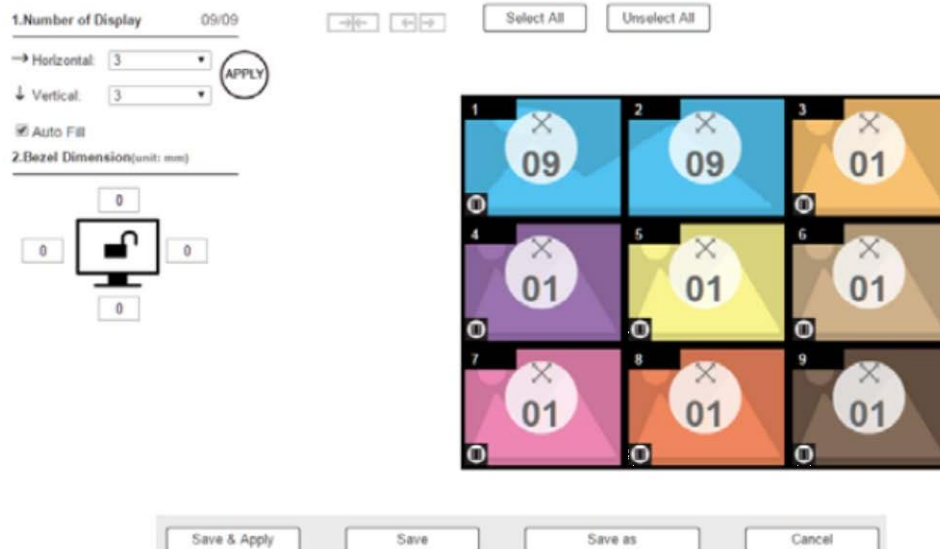 1.Number of Display 09/09
Select All Unselect All
Horizontal: 3
APPLY
Vertical: 3
Auto Fill
2.Bezel Dimension(unit: mm)
0
0 0
0
1 2 3
09 09 01
4 5 6
01 01 01
7 8 9
01 01 01
Save & Apply Save Save as Cancel